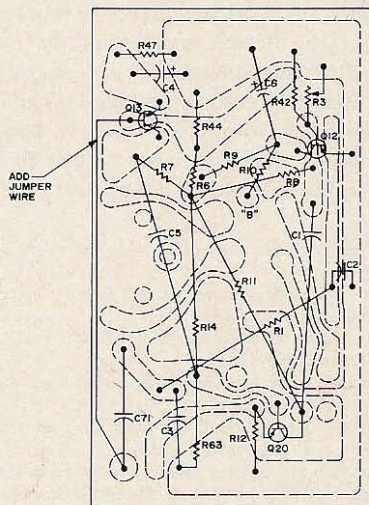 R47
C4
Q13
R44
C6
R42
R3
Q12
ADD
JUMPER
WIRE
R7
R9
R10
R6
R8
"B"
C5
C1
C2
R11
R14
R1
C71
C3
R63
R12
Q20